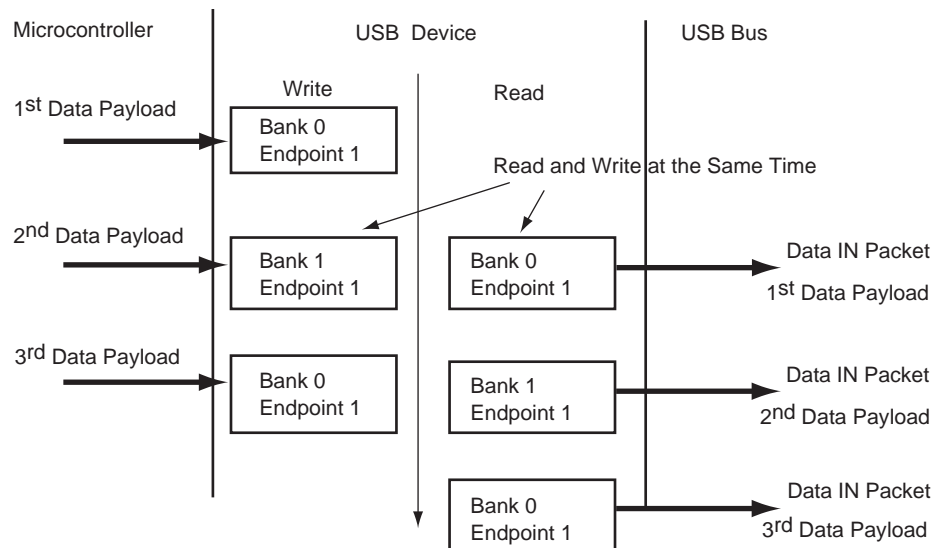 Microcontroller
USB Device
USB Bus
Write
Read
1st Data Payload
Bank 0
Endpoint 1
Read and Write at the Same Time
2nd Data Payload
Bank 1
Endpoint 1
Bank 0
Endpoint 1
Data IN Packet
1st Data Payload
3rd Data Payload
Bank 0
Endpoint 1
Bank 1
Endpoint 1
Data IN Packet
2nd Data Payload
Bank 0
Endpoint 1
Data IN Packet
3rd Data Payload